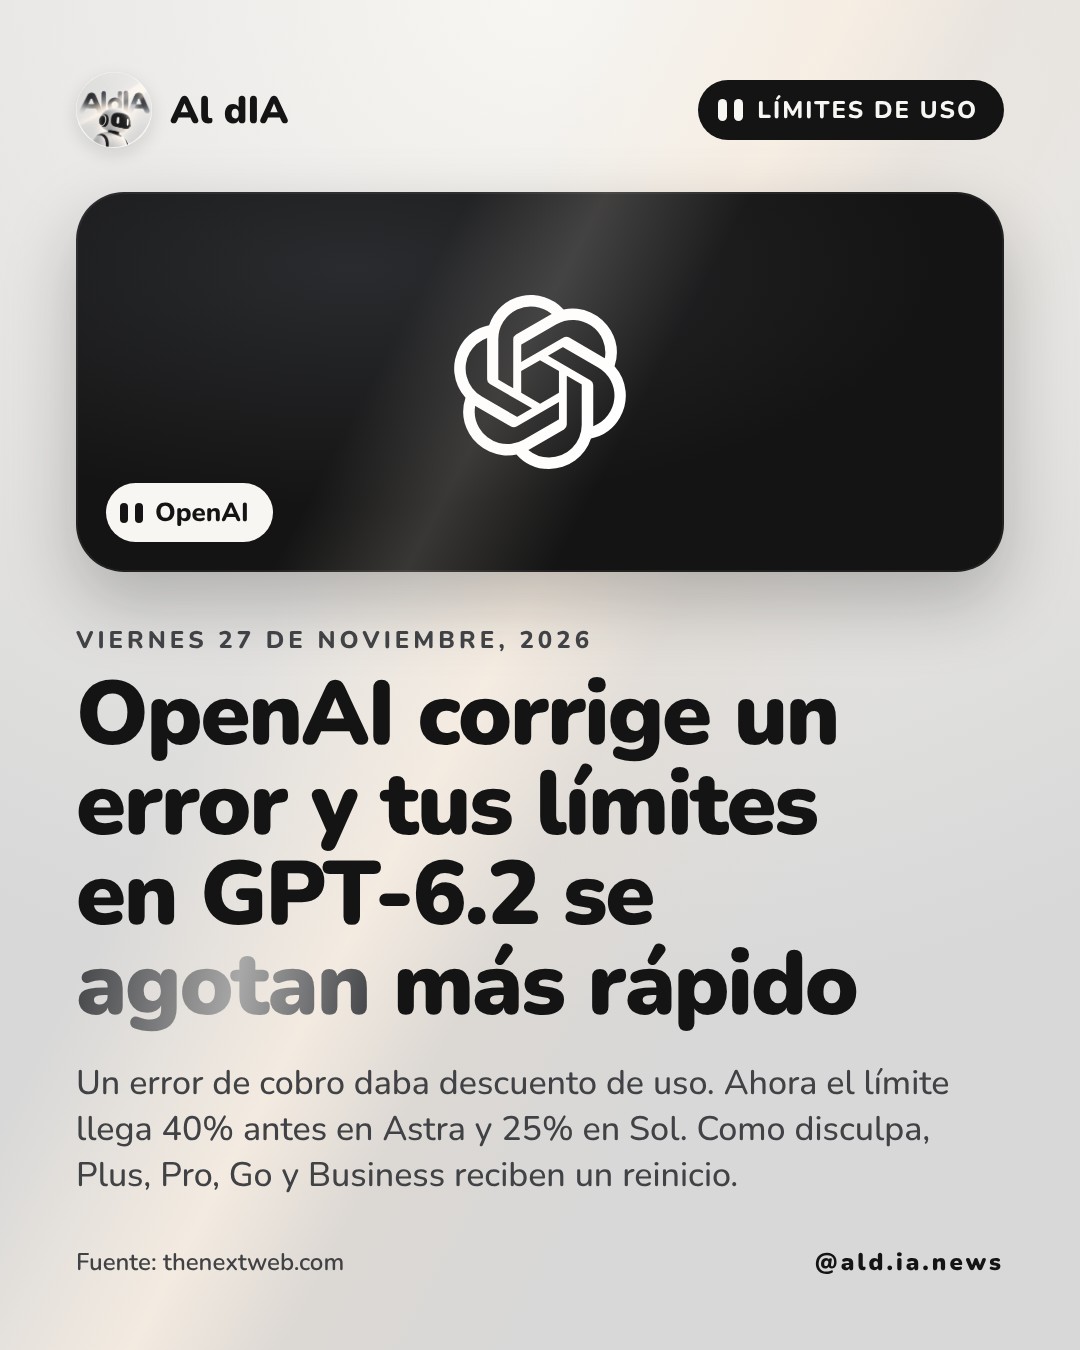 AldIA
Al dIA
LÍMITES DE USO
OpenAI
VIERNES 27 DE NOVIEMBRE, 2026
OpenAI corrige un
error y tus límites
en GPT-6.2 se
agotan más rápido
Un error de cobro daba descuento de uso. Ahora el límite
llega 40% antes en Astra y 25% en Sol. Como disculpa,
Plus, Pro, Go y Business reciben un reinicio.
Fuente: thenextweb.com
@ald.ia.news